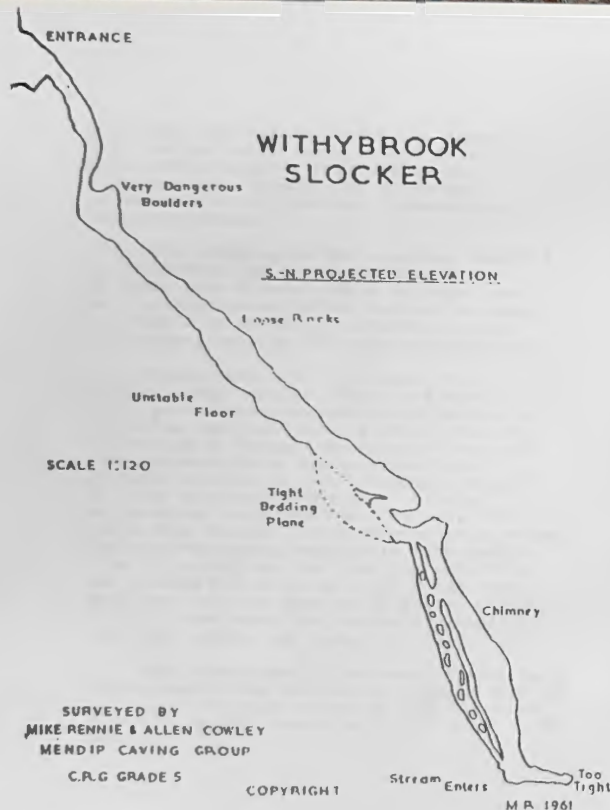 ENTRANCE
WITHYBROOK
SLOCKER
Very Dangerous
Boulders
S.-N. PROJECTED ELEVATION
Loose Rocks
Unstable
Floor
SCALE 1:120
Tight
Bedding
Plane
Chimney
SURVEYED BY
MIKE RENNIE & ALLEN COWLEY
MENDIP CAVING GROUP
C.R.G GRADE 5
COPYRIGHT
Stream Enters
Too
Tight
M.R. 1961